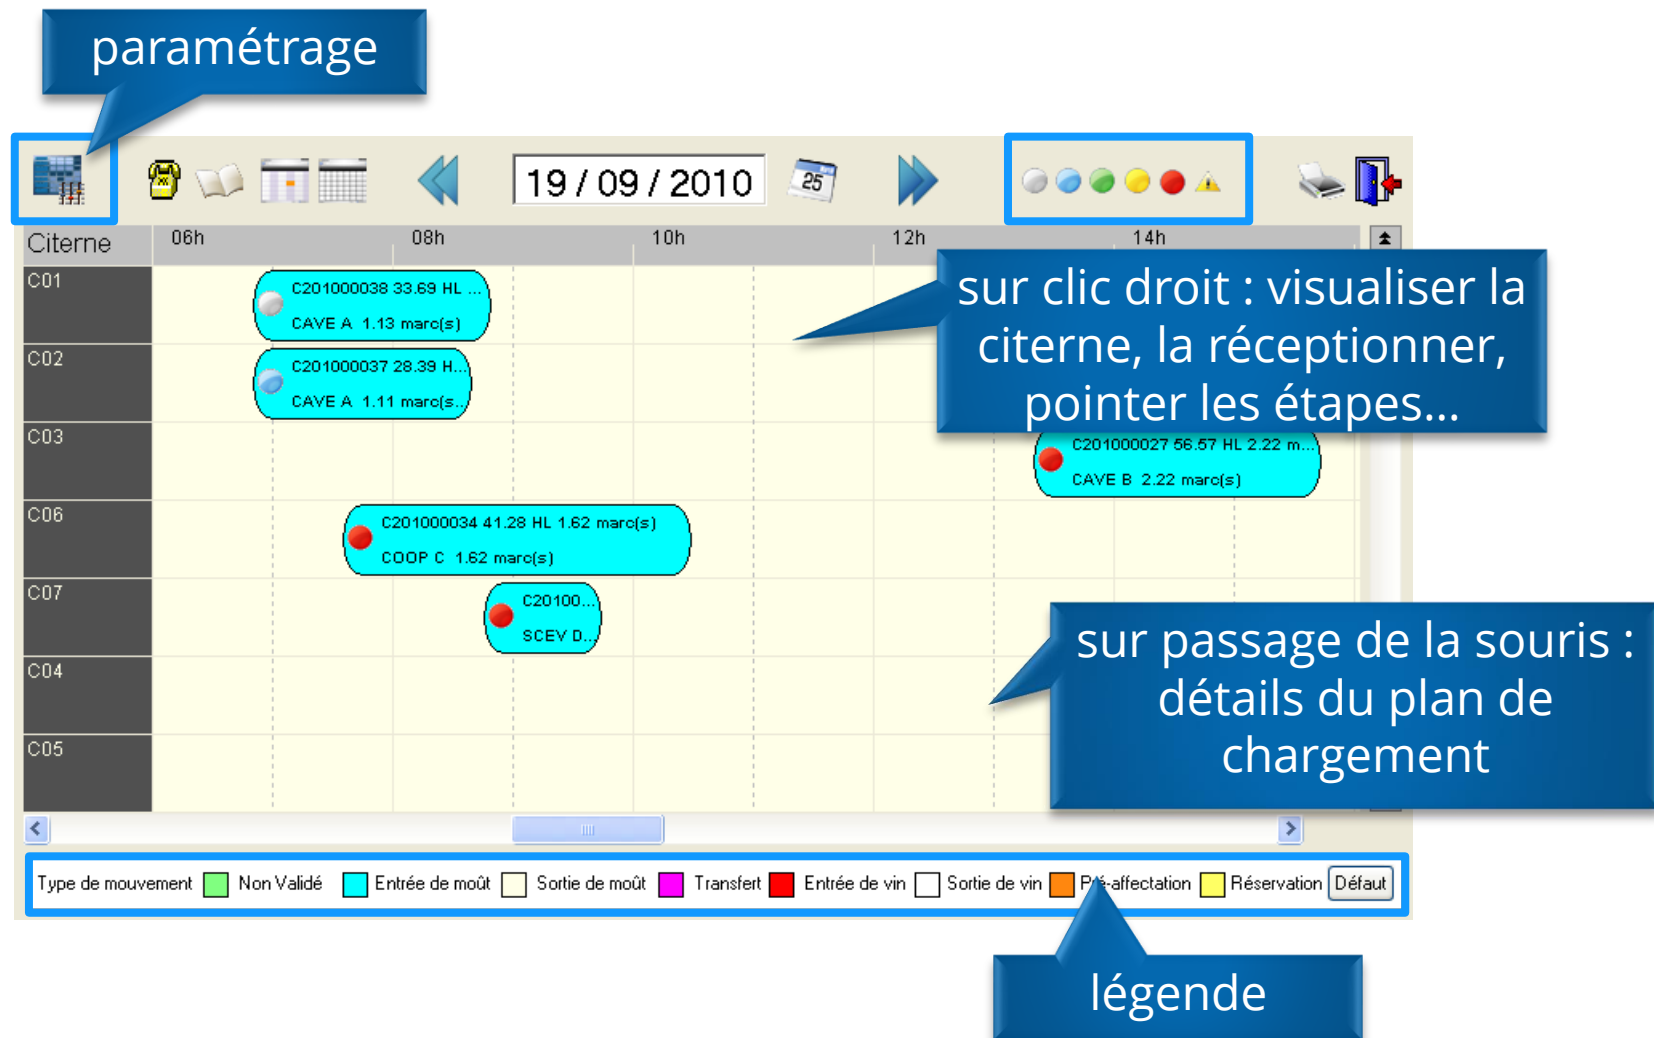 paramétrage
19 / 09 / 2010
25
Citerne 06h 08h 10h 12h 14h
C01
C201000038 33.69 HL ...
CAVE A 1.13 marc(s)
sur clic droit : visualiser la
citerne, la réceptionner,
pointer les étapes...
C02
C201000037 28.39 H...
CAVE A 1.11 marc(s...
C03
C201000027 56.57 HL 2.22 m...
CAVE B 2.22 marc(s)
C06
C201000034 41.28 HL 1.62 marc(s)
COOP C 1.62 marc(s)
C07
C20100...
SCEV D...
sur passage de la souris :
détails du plan de
chargement
C04
C05
Type de mouvement Non Validé Entrée de moût Sortie de moût Transfert Entrée de vin Sortie de vin Pré-affectation Réservation Défaut
légende